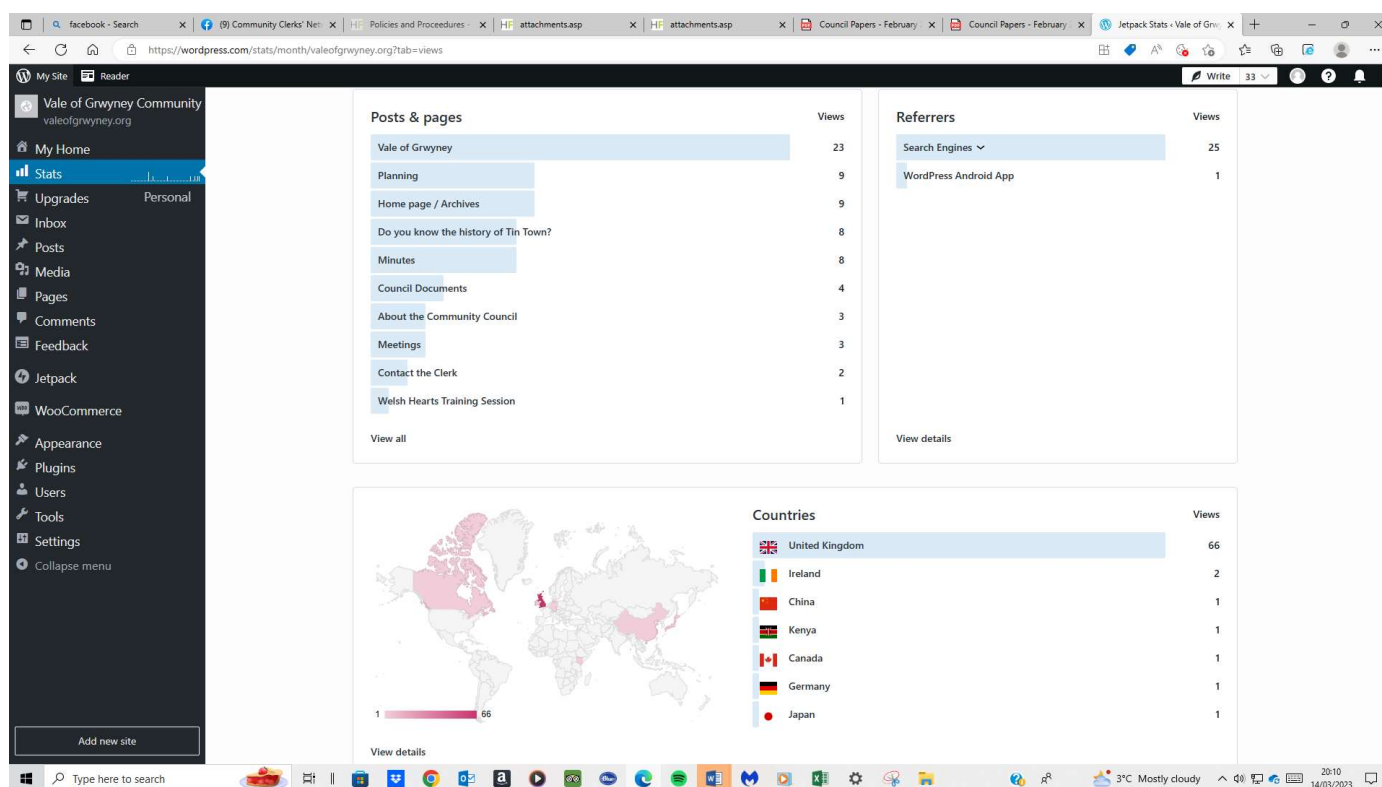 facebook - Search
(9) Community Clerks' Net
Policies and Proceedures -
attachments.asp
attachments.asp
Council Papers - February
Council Papers - February
Jetpack Stats ‹ Vale of Grw
https://wordpress.com/stats/month/valeofgrwyney.org?tab=views
My Site
Reader
Write 33
Vale of Grwyney Community
valeofgrwyney.org
My Home
Stats
Upgrades Personal
Inbox
Posts
Media
Pages
Comments
Feedback
Jetpack
WooCommerce
Appearance
Plugins
Users
Tools
Settings
Collapse menu
Add new site
Posts & pages Views
Vale of Grwyney 23
Planning 9
Home page / Archives 9
Do you know the history of Tin Town? 8
Minutes 8
Council Documents 4
About the Community Council 3
Meetings 3
Contact the Clerk 2
Welsh Hearts Training Session 1
View all
Referrers Views
Search Engines 25
WordPress Android App 1
View details
1 66
View details
Countries Views
United Kingdom 66
Ireland 2
China 1
Kenya 1
Canada 1
Germany 1
Japan 1
Type here to search
3°C Mostly cloudy
20:10
14/03/2023